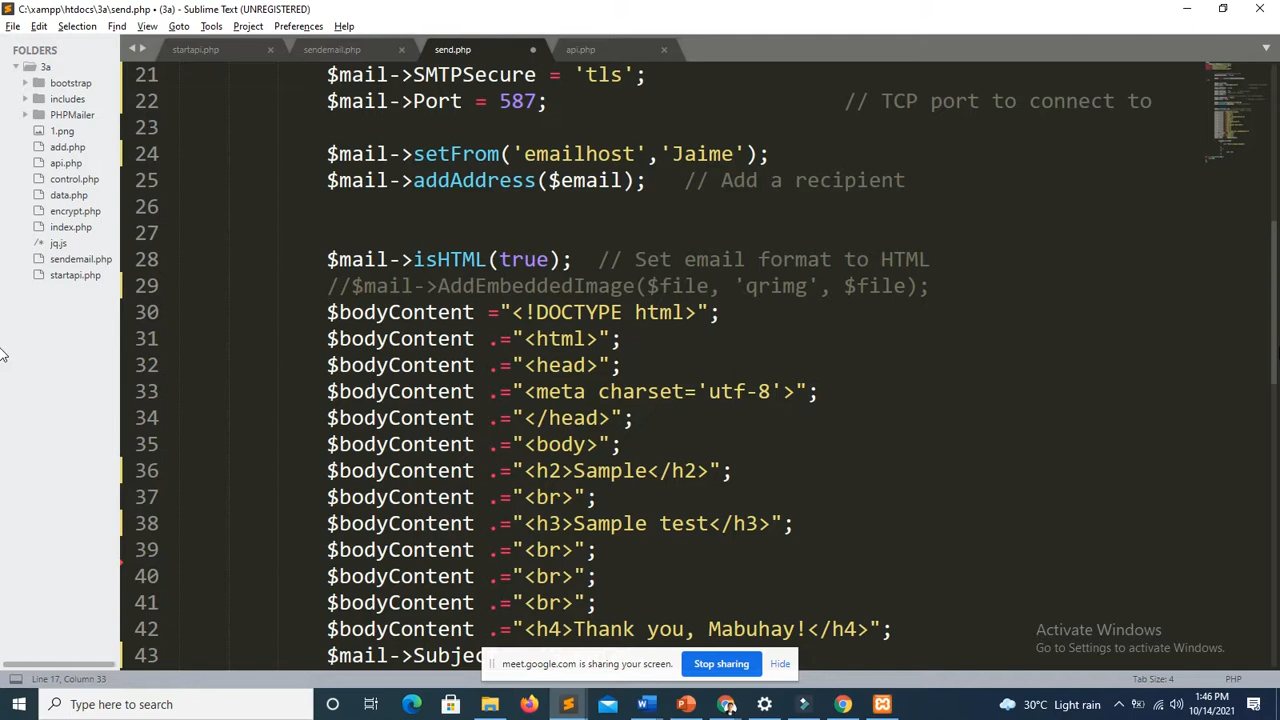 C:\xampp\htdocs\3a\send.php • (3a) - Sublime Text (UNREGISTERED)
File Edit Selection Find View Goto Tools Project Preferences Help
FOLDERS
3a
bootstrap
includes
PHPMailer
1.png
add.php
api.php
control.php
data.php
encrypt.php
index.php
jq.js
sendemail.php
startapi.php
startapi.php sendemail.php send.php api.php
21 $mail->SMTPSecure = 'tls';
22 $mail->Port = 587; // TCP port to connect to
23
24 $mail->setFrom('emailhost','Jaime');
25 $mail->addAddress($email); // Add a recipient
26
27
28 $mail->isHTML(true); // Set email format to HTML
29 //$mail->AddEmbeddedImage($file, 'qrimg', $file);
30 $bodyContent ="<!DOCTYPE html>";
31 $bodyContent .="<html>";
32 $bodyContent .="<head>";
33 $bodyContent .="<meta charset='utf-8'>";
34 $bodyContent .="</head>";
35 $bodyContent .="<body>";
36 $bodyContent .="<h2>Sample</h2>";
37 $bodyContent .="<br>";
38 $bodyContent .="<h3>Sample test</h3>";
39 $bodyContent .="<br>";
40 $bodyContent .="<br>";
41 $bodyContent .="<br>";
42 $bodyContent .="<h4>Thank you, Mabuhay!</h4>";
43 $mail->Subjec
Activate Windows
Go to Settings to activate Windows.
meet.google.com is sharing your screen. Stop sharing Hide
Line 17, Column 33 Tab Size: 4 PHP
Type here to search
30°C Light rain
1:46 PM
10/14/2021